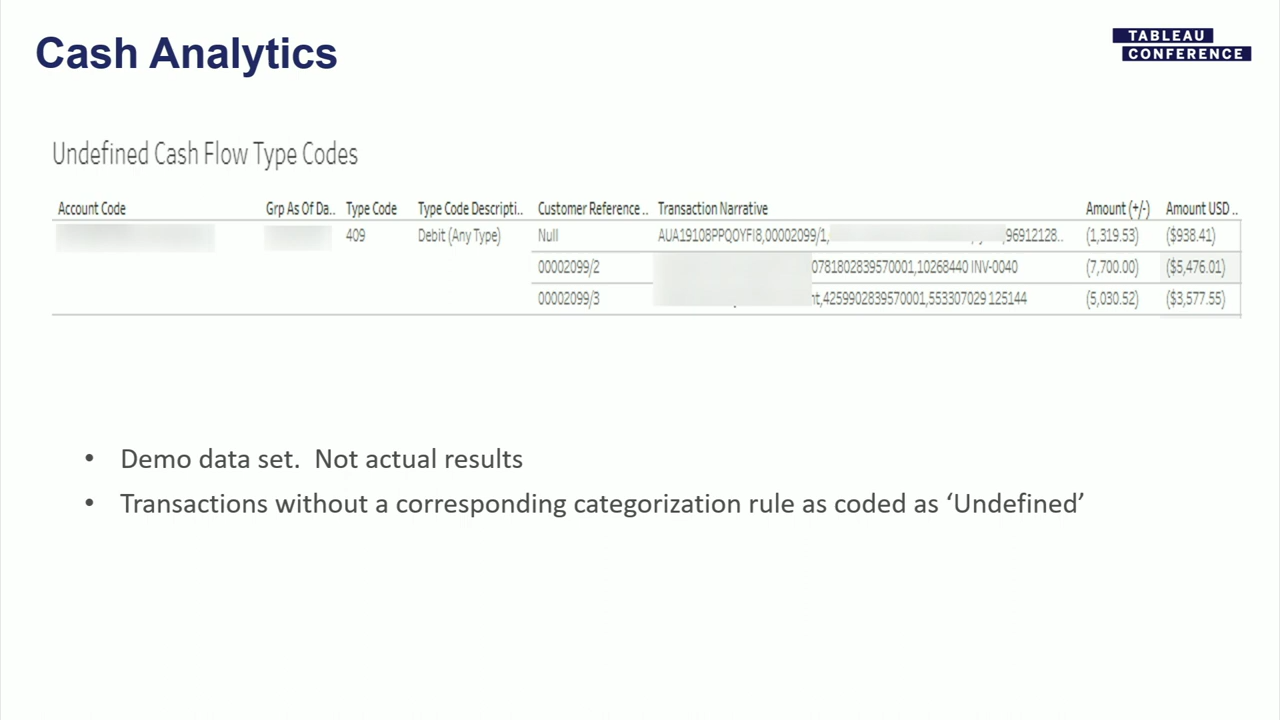 Cash Analytics
TABLEAU
CONFERENCE
Undefined Cash Flow Type Codes
Account Code Grp As Of Da.. Type Code Type Code Descripti.. Customer Reference.. Transaction Narrative Amount (+/-) Amount USD ..
409 Debit (Any Type) Null AUA19108PPQOYFI8,00002099/1, ,96912128.. (1,319.53) ($938.41)
00002099/2 0781802839570001,10268440 INV-0040 (7,700.00) ($5,476.01)
00002099/3 nt,4259902839570001,553307029 125144 (5,030.52) ($3,577.55)
• Demo data set. Not actual results
• Transactions without a corresponding categorization rule as coded as ‘Undefined’